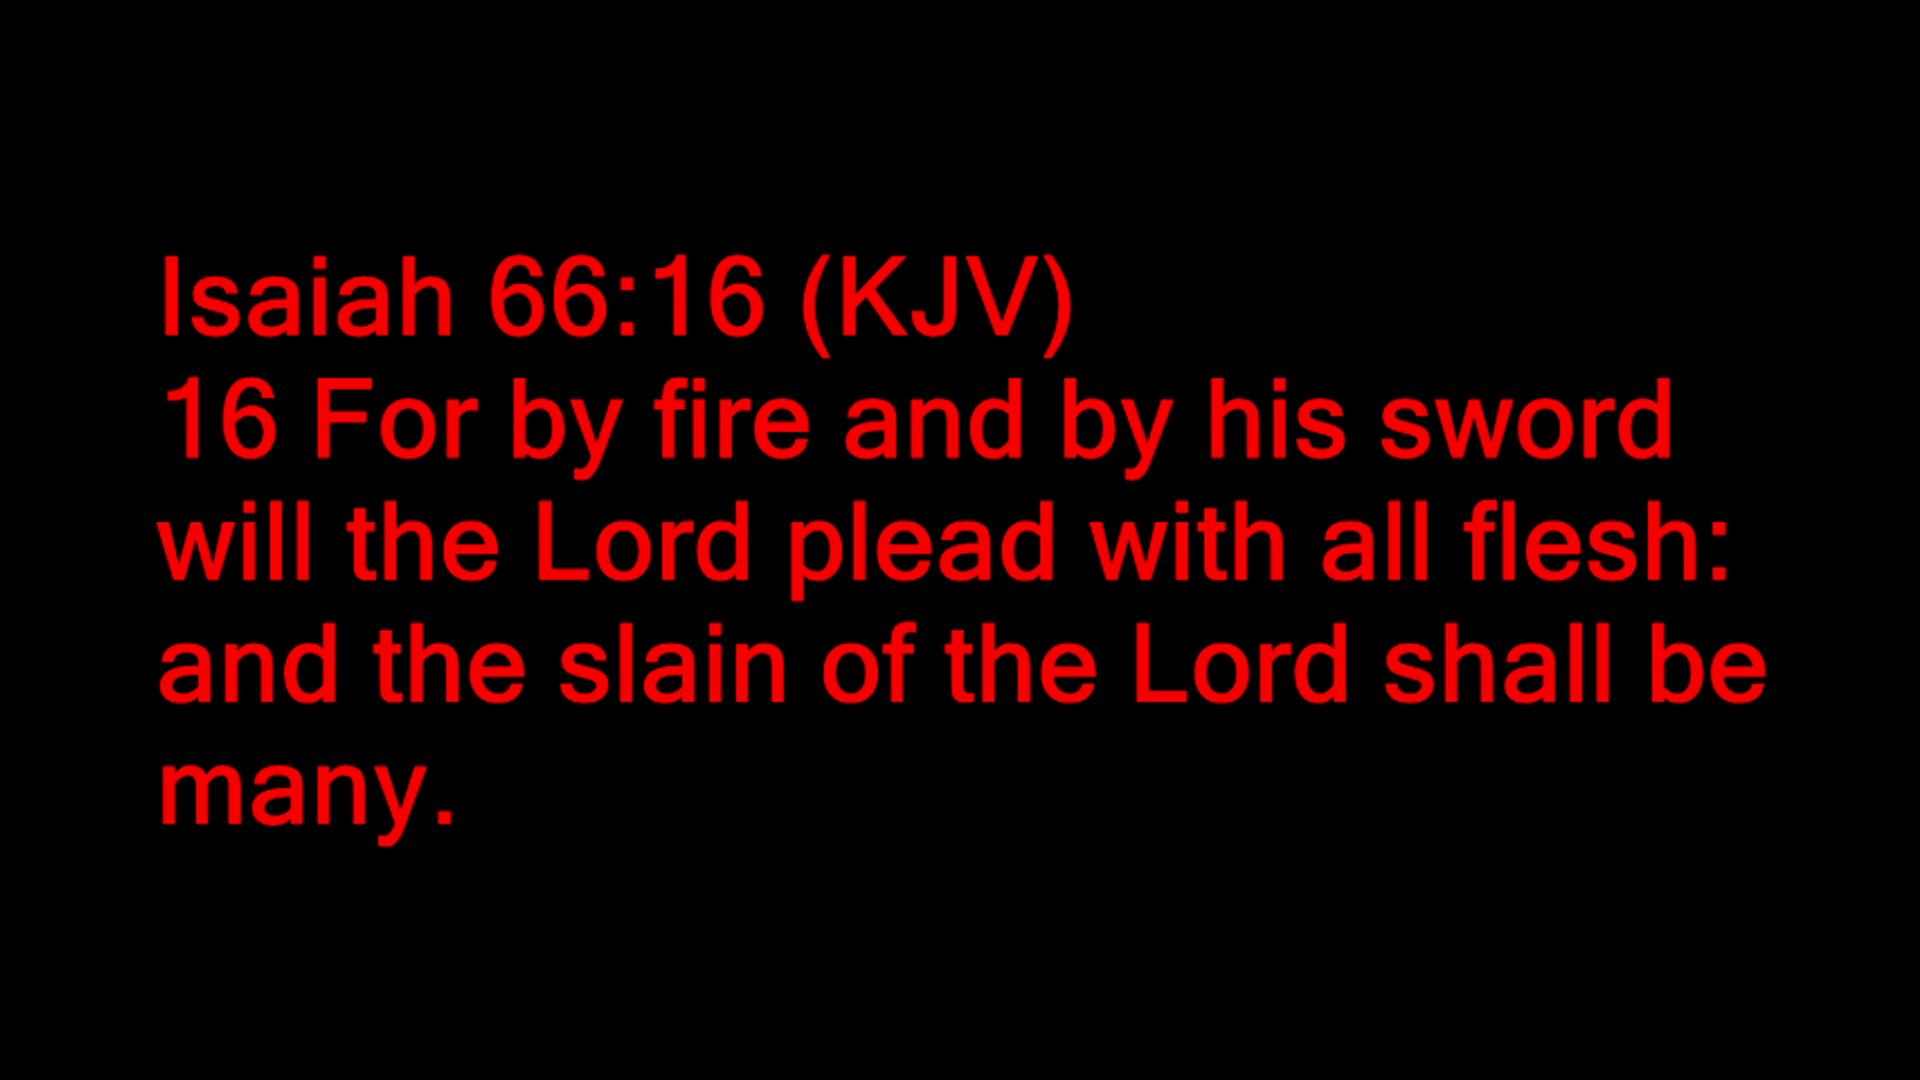 Isaiah 66:16 (KJV)
16 For by fire and by his sword
will the Lord plead with all flesh:
and the slain of the Lord shall be
many.